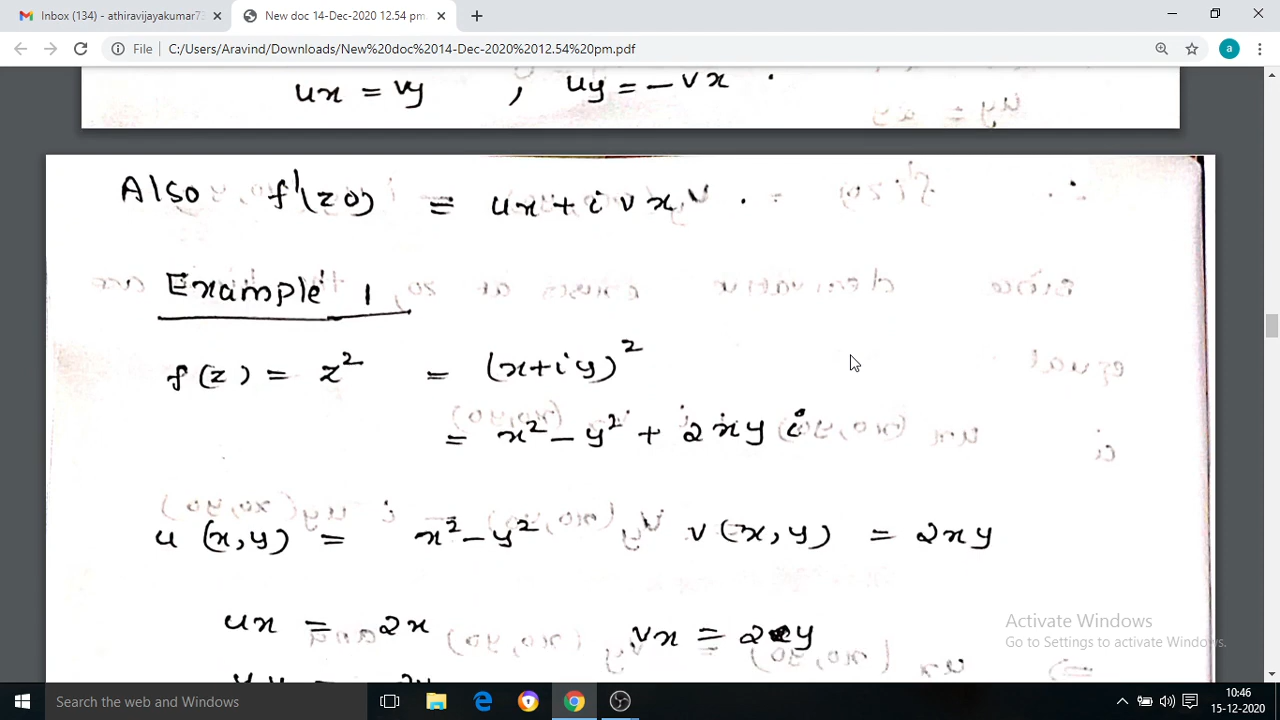 Inbox (134) - athiravijayakumar73
New doc 14-Dec-2020 12.54 pm.pdf
File
C:/Users/Aravind/Downloads/New%20doc%2014-Dec-2020%2012.54%20pm.pdf
a
ux = vy , uy = -vx .
Also f'(z0) = ux + i vx .
Example 1
f(z) = z² = (x+iy)²
= x² - y² + 2xy i
u (x,y) = x² - y² v(x,y) = 2xy
ux = 2x vx = 2y
Activate Windows
Go to Settings to activate Windows.
Search the web and Windows
10:46
15-12-2020